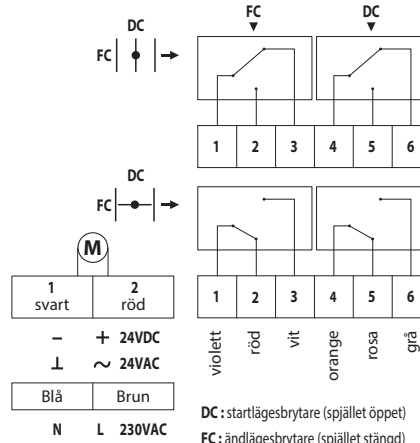 FC DC
DC
FC
1 2 3 4 5 6
DC
FC
M
1 2
svart röd
1 2 3 4 5 6
violett röd vit orange rosa grå
– + 24VDC
⊥ ~ 24VAC
Blå Brun
N L 230VAC
DC : startlägesbrytare (spjället öppet)
FC : ändlägesbrytare (spjället stängd)